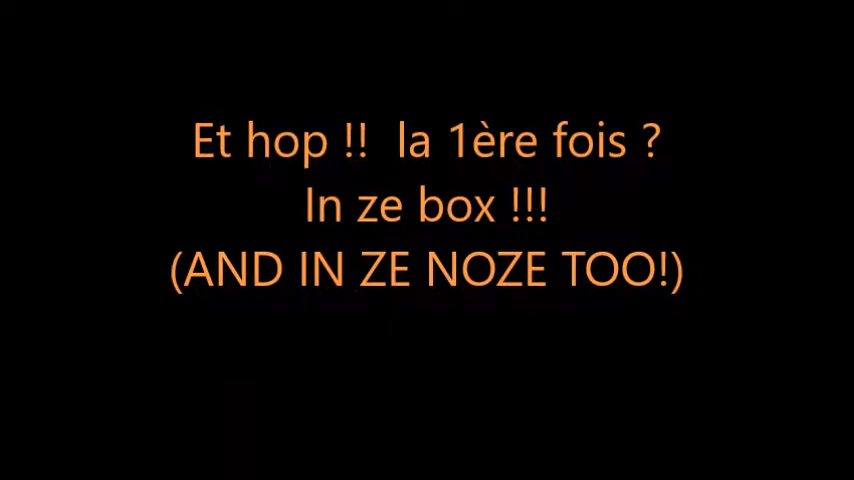 Et hop !!  la 1ère fois ?
In ze box !!!
(AND IN ZE NOZE TOO!)